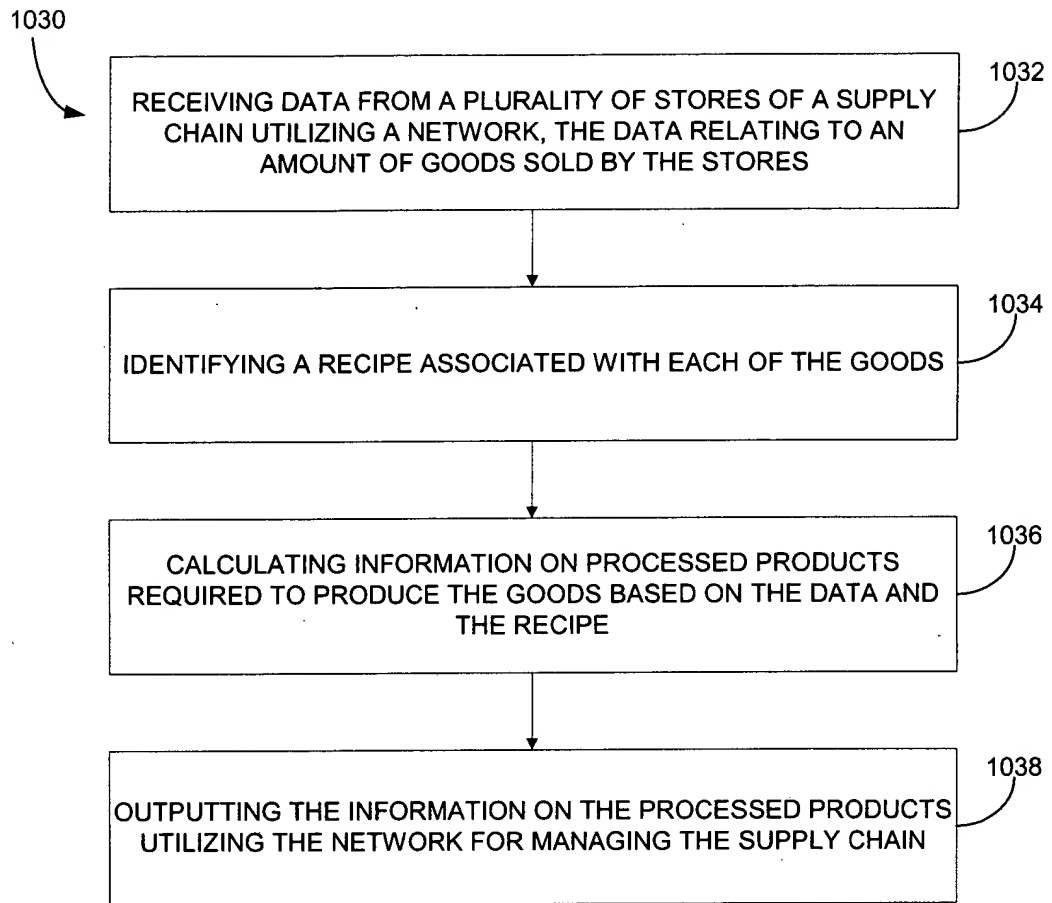 1030
1032
RECEIVING DATA FROM A PLURALITY OF STORES OF A SUPPLY
CHAIN UTILIZING A NETWORK, THE DATA RELATING TO AN
AMOUNT OF GOODS SOLD BY THE STORES
1034
IDENTIFYING A RECIPE ASSOCIATED WITH EACH OF THE GOODS
1036
CALCULATING INFORMATION ON PROCESSED PRODUCTS
REQUIRED TO PRODUCE THE GOODS BASED ON THE DATA AND
THE RECIPE
1038
OUTPUTTING THE INFORMATION ON THE PROCESSED PRODUCTS
UTILIZING THE NETWORK FOR MANAGING THE SUPPLY CHAIN